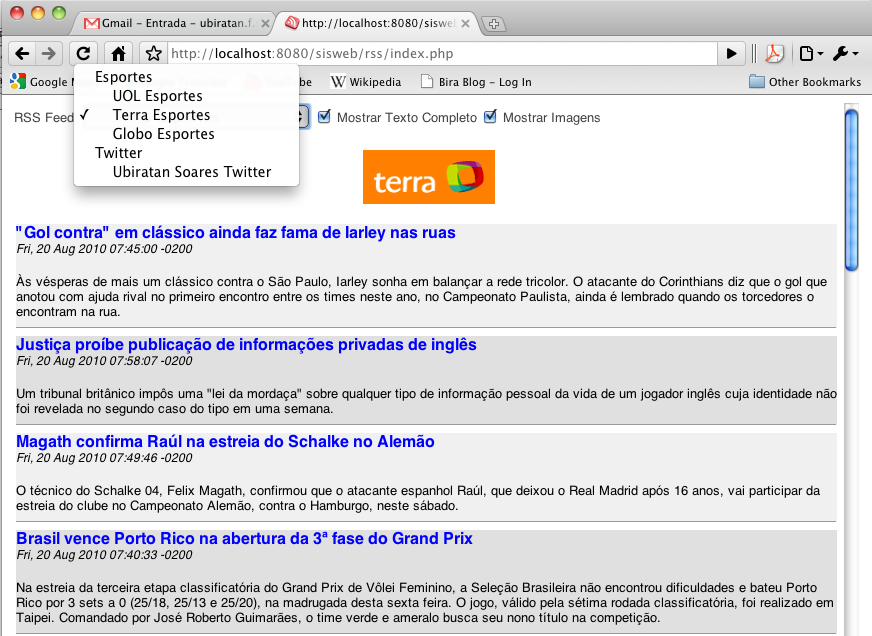 Gmail – Entrada – ubiratan.f.
http://localhost:8080/siswe
http://localhost:8080/sisweb/rss/index.php
Google
Wikipedia
Bira Blog – Log In
Other Bookmarks
Esportes
UOL Esportes
✓ Terra Esportes
Globo Esportes
Twitter
Ubiratan Soares Twitter
RSS Feed
Mostrar Texto Completo
Mostrar Imagens
terra
"Gol contra" em clássico ainda faz fama de Iarley nas ruas
Fri, 20 Aug 2010 07:45:00 -0200
Às vésperas de mais um clássico contra o São Paulo, Iarley sonha em balançar a rede tricolor. O atacante do Corinthians diz que o gol que
anotou com ajuda rival no primeiro encontro entre os times neste ano, no Campeonato Paulista, ainda é lembrado quando os torcedores o
encontram na rua.
Justiça proíbe publicação de informações privadas de inglês
Fri, 20 Aug 2010 07:58:07 -0200
Um tribunal britânico impôs uma "lei da mordaça" sobre qualquer tipo de informação pessoal da vida de um jogador inglês cuja identidade não
foi revelada no segundo caso do tipo em uma semana.
Magath confirma Raúl na estreia do Schalke no Alemão
Fri, 20 Aug 2010 07:49:46 -0200
O técnico do Schalke 04, Felix Magath, confirmou que o atacante espanhol Raúl, que deixou o Real Madrid após 16 anos, vai participar da
estreia do clube no Campeonato Alemão, contra o Hamburgo, neste sábado.
Brasil vence Porto Rico na abertura da 3ª fase do Grand Prix
Fri, 20 Aug 2010 07:40:33 -0200
Na estreia da terceira etapa classificatória do Grand Prix de Vôlei Feminino, a Seleção Brasileira não encontrou dificuldades e bateu Porto
Rico por 3 sets a 0 (25/18, 25/13 e 25/20), na madrugada desta sexta feira. O jogo, válido pela sétima rodada classificatória, foi realizado em
Taipei. Comandado por José Roberto Guimarães, o time verde e ameralo busca seu nono título na competição.